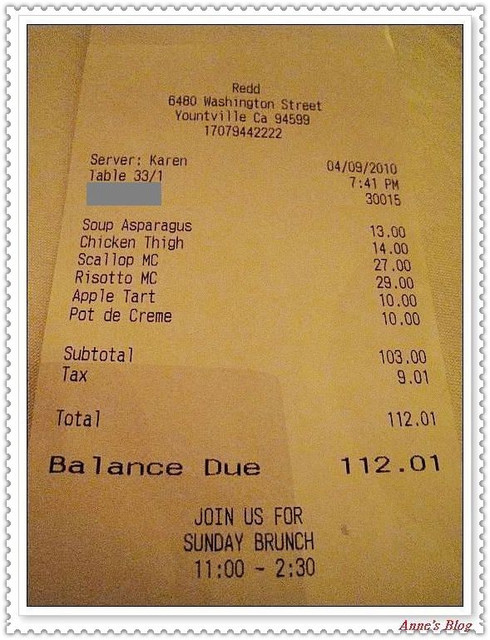 Redd
6480 Washington Street
Yountville Ca 94599
17079442222
Server: Karen 04/09/2010
Table 33/1 7:41 PM
30015
Soup Asparagus 13.00
Chicken Thigh 14.00
Scallop MC 27.00
Risotto MC 29.00
Apple Tart 10.00
Pot de Creme 10.00
Subtotal 103.00
Tax 9.01
Total 112.01
Balance Due 112.01
JOIN US FOR
SUNDAY BRUNCH
11:00 - 2:30
Anne's Blog